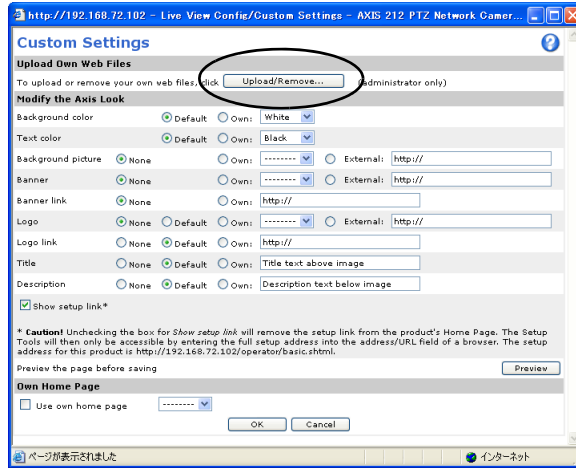 http://192.168.72.102 - Live View Config/Custom Settings - AXIS 212 PTZ Network Camer...
Custom Settings
Upload Own Web Files
To upload or remove your own web files, click Upload/Remove... (administrator only)
Modify the Axis Look
Background color Default Own: White
Text color Default Own: Black
Background picture None Own: -------- External: http://
Banner None Own: -------- External: http://
Banner link None Own: http://
Logo None Default Own: -------- External: http://
Logo link None Default Own: http://
Title None Default Own: Title text above image
Description None Default Own: Description text below image
Show setup link*
* Caution! Unchecking the box for Show setup link will remove the setup link from the product's Home Page. The Setup
Tools will then only be accessible by entering the full setup address into the address/URL field of a browser. The setup
address for this product is http://192.168.72.102/operator/basic.shtml.
Preview the page before saving Preview
Own Home Page
Use own home page --------
OK Cancel
ページが表示されました インターネット